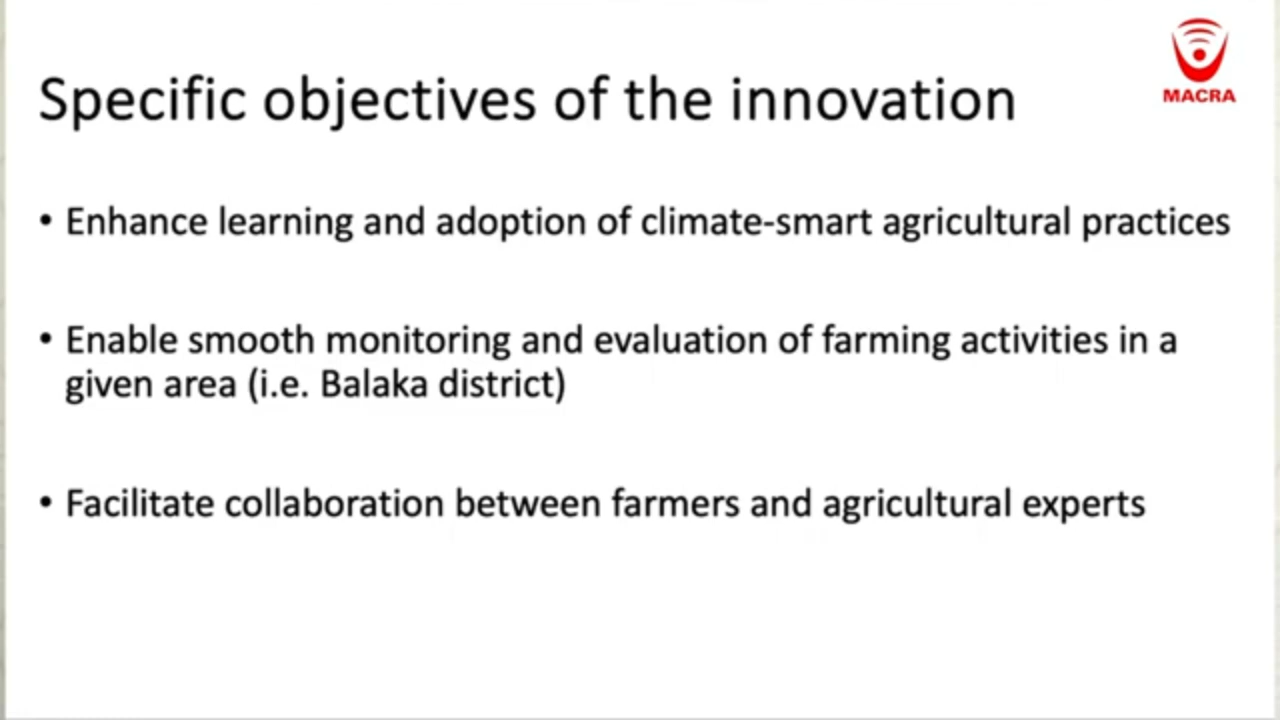 MACRA
Specific objectives of the innovation
• Enhance learning and adoption of climate-smart agricultural practices
• Enable smooth monitoring and evaluation of farming activities in a
given area (i.e. Balaka district)
• Facilitate collaboration between farmers and agricultural experts